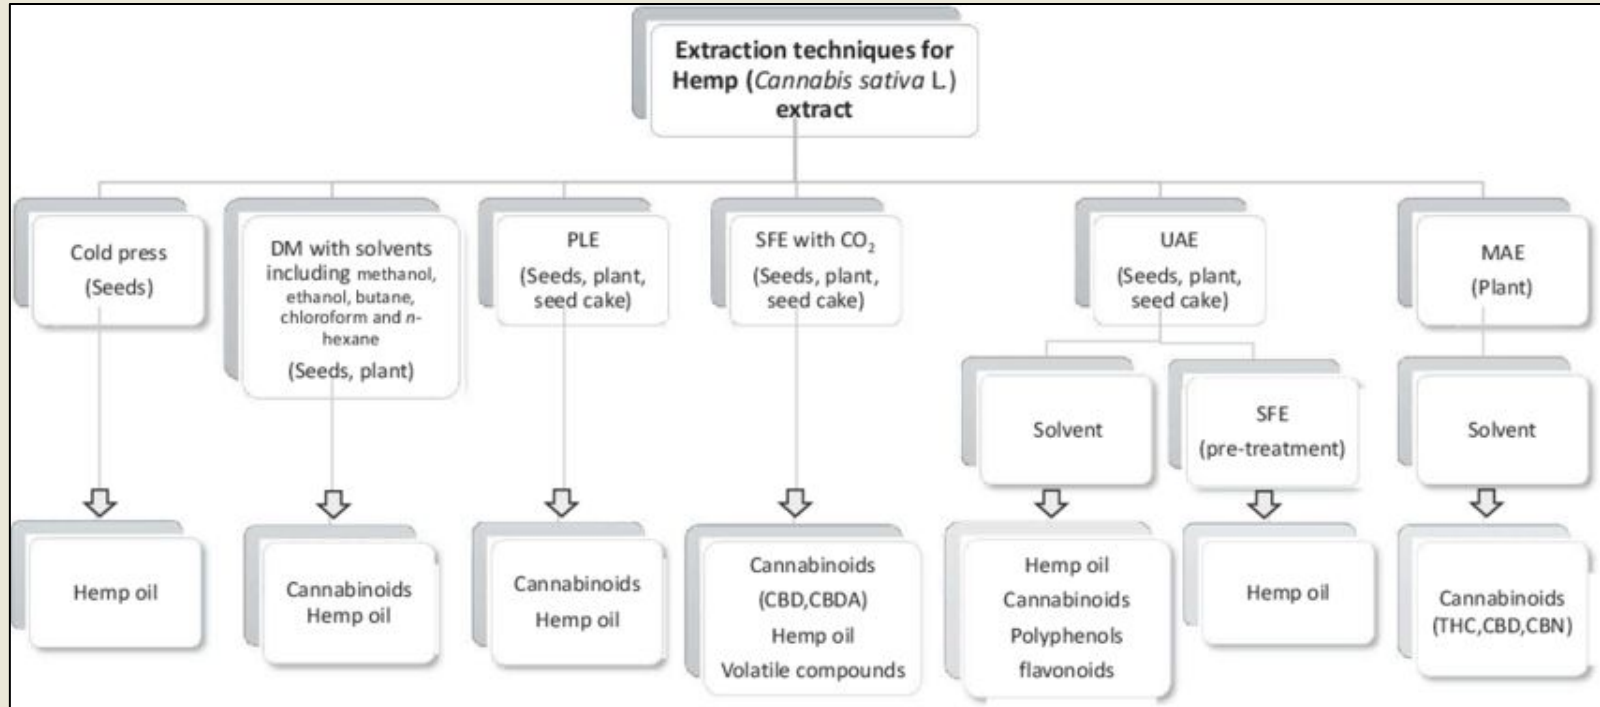 Extraction techniques for
Hemp (Cannabis sativa L.)
extract
Cold press
(Seeds)
DM with solvents
including methanol,
ethanol, butane,
chloroform and n-
hexane
(Seeds, plant)
PLE
(Seeds, plant,
seed cake)
SFE with CO₂
(Seeds, plant,
seed cake)
UAE
(Seeds, plant,
seed cake)
MAE
(Plant)
Solvent
SFE
(pre-treatment)
Solvent
Hemp oil
Cannabinoids
Hemp oil
Cannabinoids
Hemp oil
Cannabinoids
(CBD,CBDA)
Hemp oil
Volatile compounds
Hemp oil
Cannabinoids
Polyphenols
flavonoids
Hemp oil
Cannabinoids
(THC,CBD,CBN)